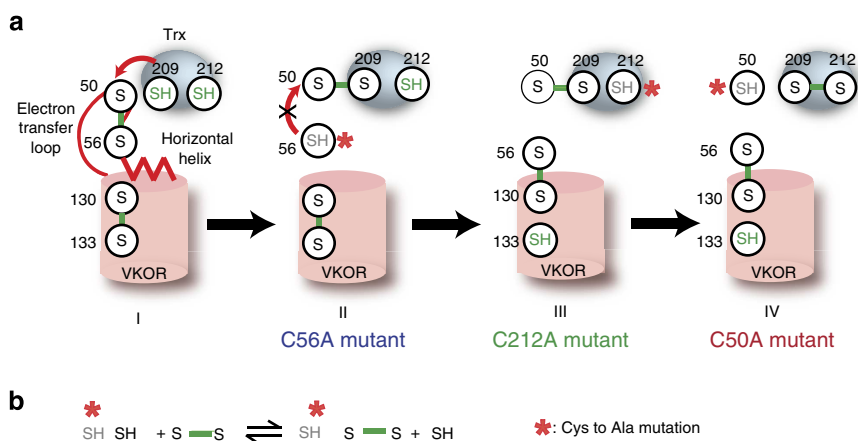 a
Trx
50
209
212
S
SH
SH
Electron
transfer
loop
56
S
Horizontal
helix
130
S
133
S
VKOR
I
50
209
212
S
S
SH
X
56
SH
*
S
S
VKOR
II
C56A mutant
50
209
212
S
S
SH
*
56
S
130
S
133
SH
VKOR
III
C212A mutant
50
209
212
*
SH
S
S
56
S
130
S
133
SH
VKOR
IV
C50A mutant
b
* *
SH SH + S S ⇌ SH S S + SH
*: Cys to Ala mutation